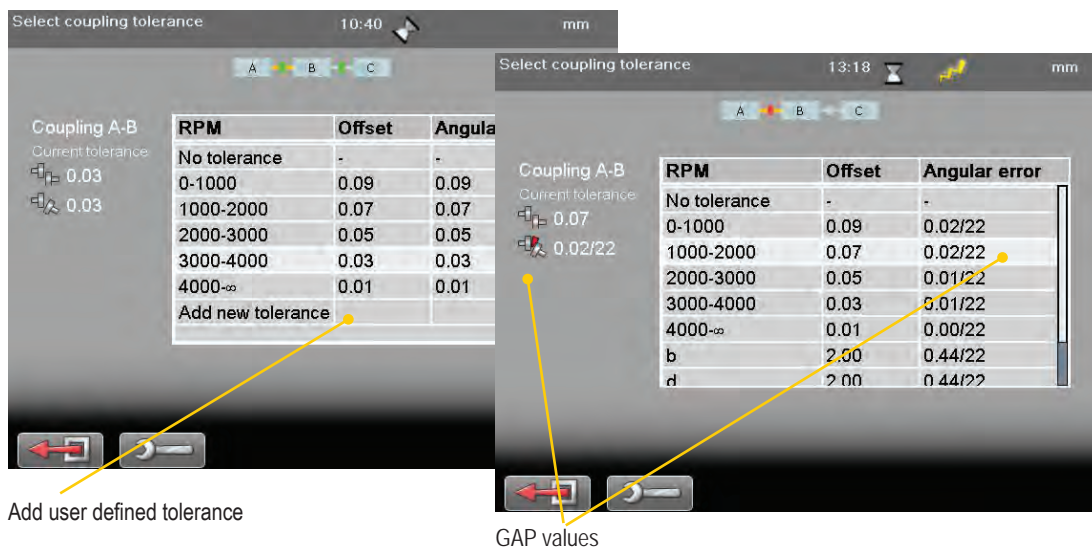 Select coupling tolerance 10:40 mm
A B C
Coupling A-B
Current tolerance
0.03
0.03
RPM Offset Angula
No tolerance - -
0-1000 0.09 0.09
1000-2000 0.07 0.07
2000-3000 0.05 0.05
3000-4000 0.03 0.03
4000-∞ 0.01 0.01
Add new tolerance
Add user defined tolerance
Select coupling tolerance 13:18 mm
A B C
Coupling A-B
Current tolerance
0.07
0.02/22
RPM Offset Angular error
No tolerance - -
0-1000 0.09 0.02/22
1000-2000 0.07 0.02/22
2000-3000 0.05 0.01/22
3000-4000 0.03 0.01/22
4000-∞ 0.01 0.00/22
b 2.00 0.44/22
d 2.00 0.44/22
GAP values